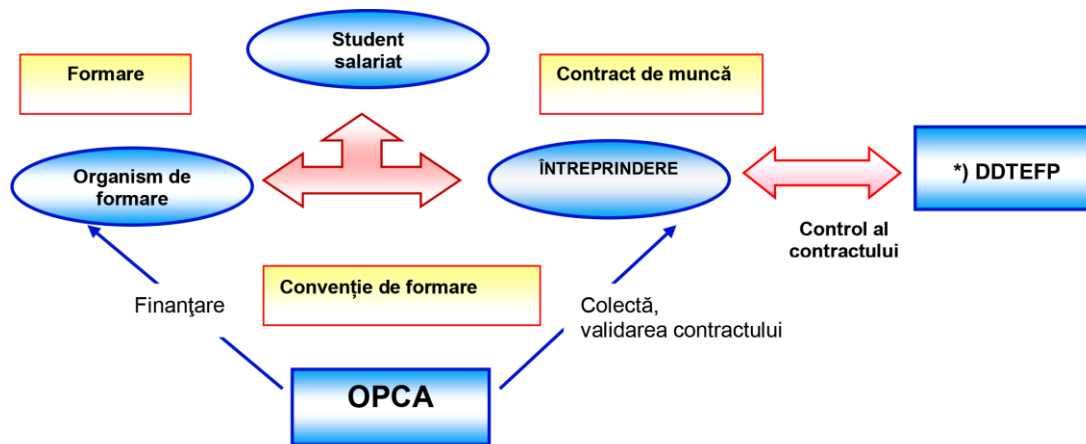 Student
salariat
Formare
Contract de muncă
Organism de
formare
ÎNTREPRINDERE
*) DDTEFP
Control al
contractului
Convenție de formare
Finanţare
Colectă,
validarea contractului
OPCA